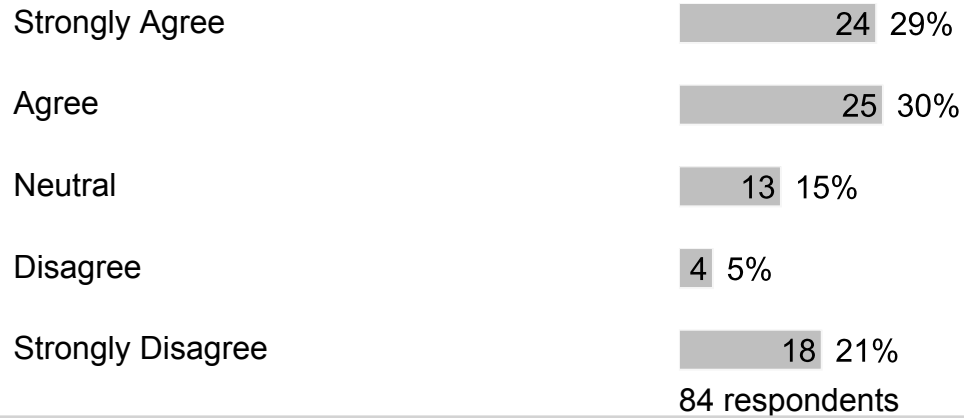 Strongly Agree 24 29%
Agree 25 30%
Neutral 13 15%
Disagree 4 5%
Strongly Disagree 18 21%
84 respondents